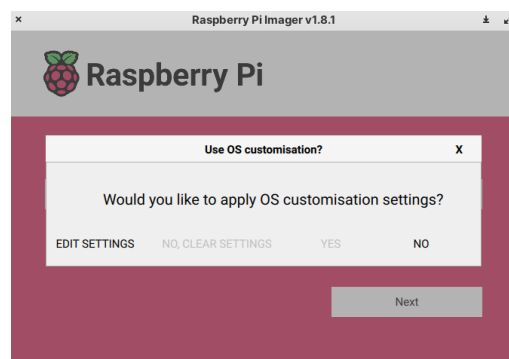 Raspberry Pi Imager v1.8.1
Raspberry Pi
Use OS customisation? X
Would you like to apply OS customisation settings?
EDIT SETTINGS NO, CLEAR SETTINGS YES NO
Next